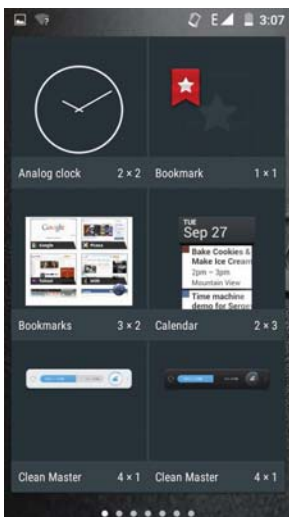 E 3:07
Analog clock 2 × 2
Bookmark 1 × 1
Google
Bookmarks 3 × 2
TUE
Sep 27
Bake Cookies &
Make Ice Cream
2pm – 3pm
Mountain View
Time machine
demo for Sergey
Calendar 2 × 3
Clean Master 4 × 1
Clean Master 4 × 1